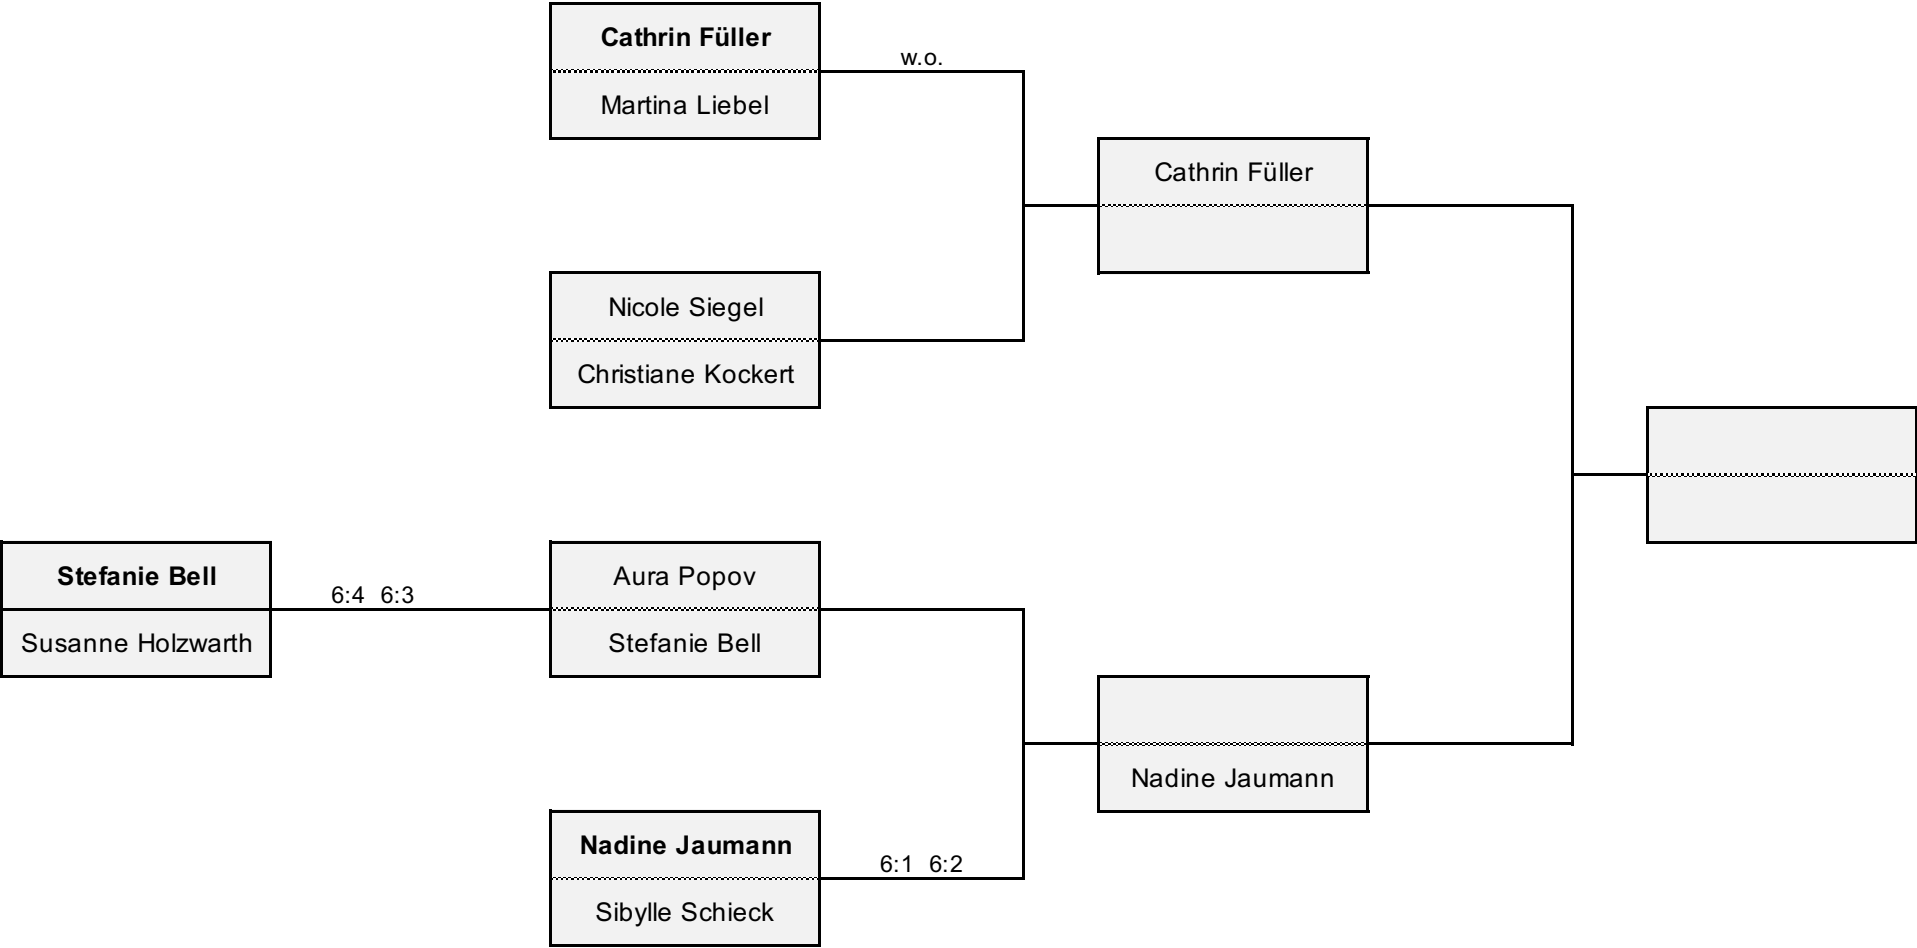 Cathrin Füller
w.o.
Martina Liebel
Cathrin Füller
Nicole Siegel
Christiane Kockert
Stefanie Bell
6:4 6:3
Susanne Holzwarth
Aura Popov
Stefanie Bell
Nadine Jaumann
Nadine Jaumann
6:1 6:2
Sibylle Schieck